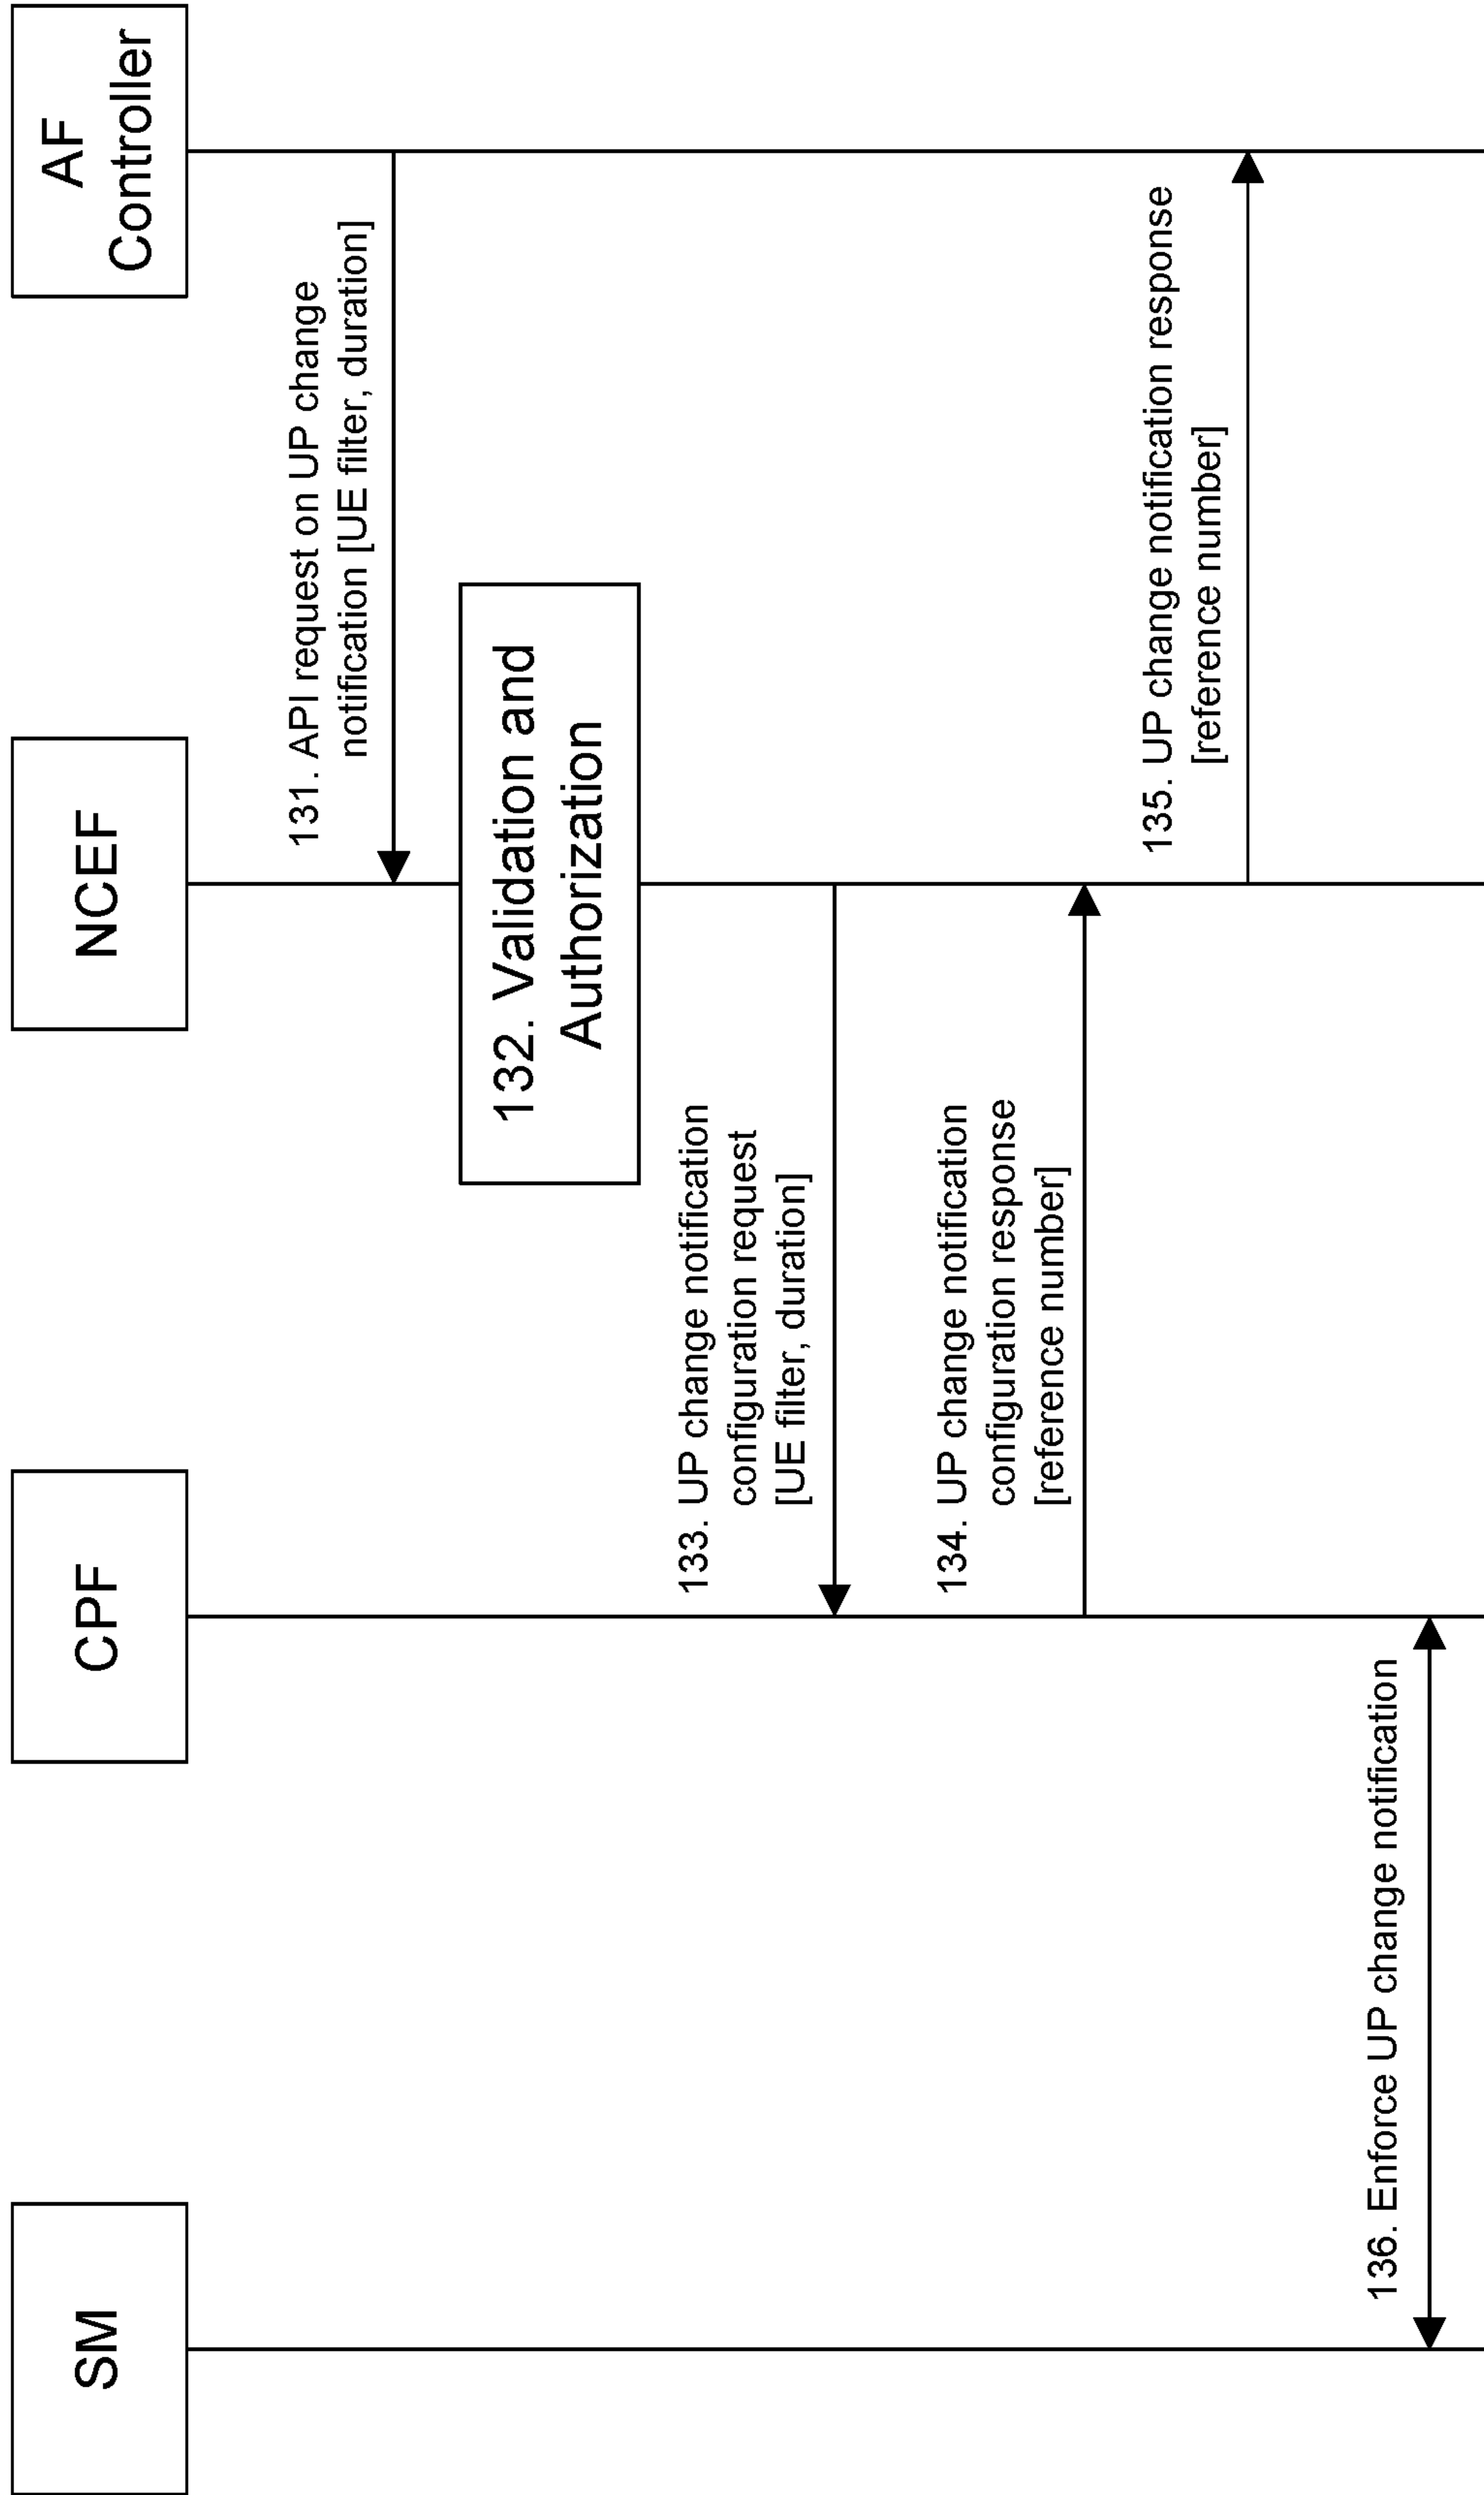 SM
CPF
NCEF
AF
Controller
131. API request on UP change
notification [UE filter, duration]
132. Validation and
Authorization
133. UP change notification
configuration request
[UE filter, duration]
134. UP change notification
configuration response
[reference number]
135. UP change notification response
[reference number]
136. Enforce UP change notification